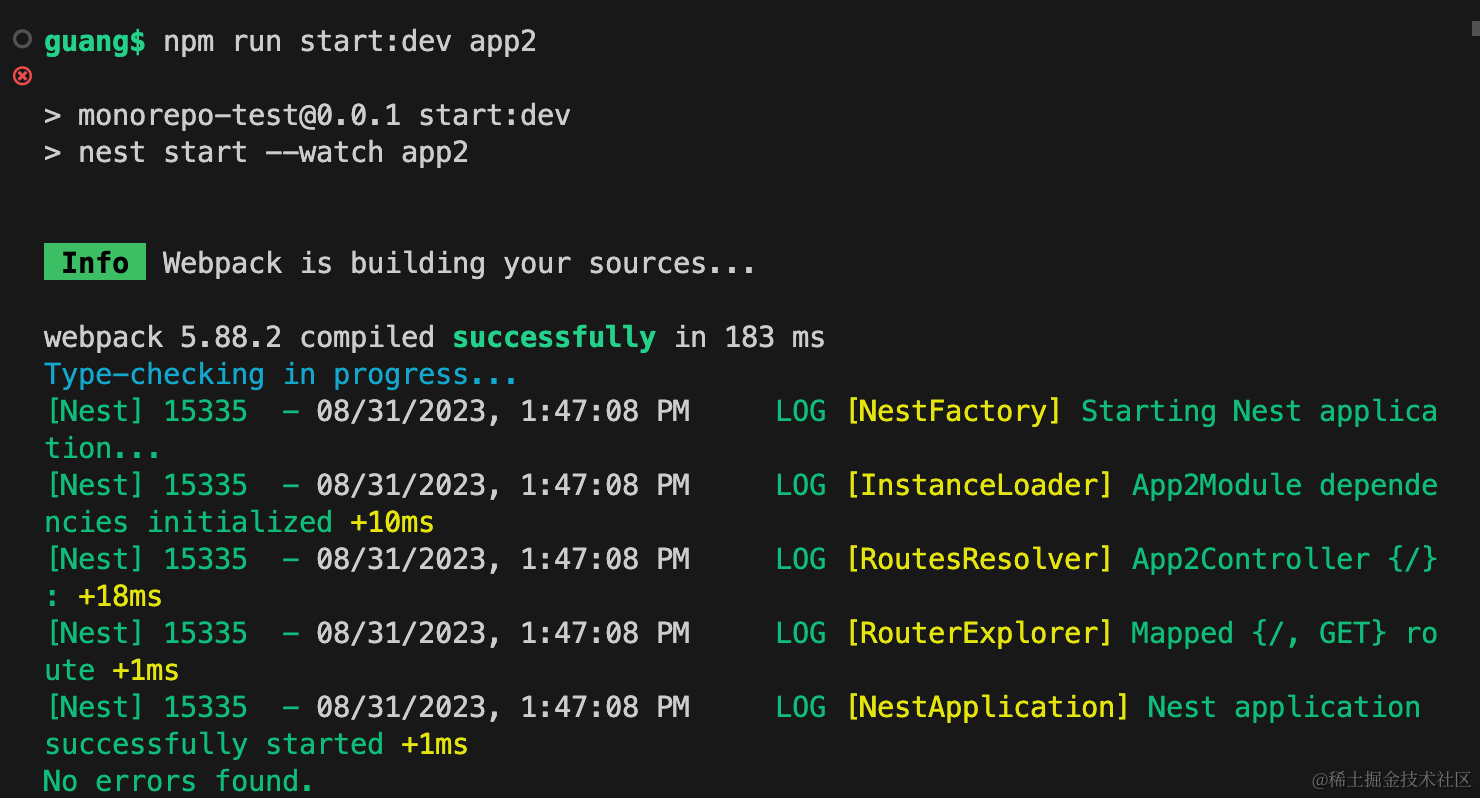 guang$ npm run start:dev app2
> monorepo-test@0.0.1 start:dev
> nest start --watch app2
Info Webpack is building your sources...
webpack 5.88.2 compiled successfully in 183 ms
Type-checking in progress...
[Nest] 15335  - 08/31/2023, 1:47:08 PM     LOG [NestFactory] Starting Nest applica
tion...
[Nest] 15335  - 08/31/2023, 1:47:08 PM     LOG [InstanceLoader] App2Module depende
ncies initialized +10ms
[Nest] 15335  - 08/31/2023, 1:47:08 PM     LOG [RoutesResolver] App2Controller {/}
: +18ms
[Nest] 15335  - 08/31/2023, 1:47:08 PM     LOG [RouterExplorer] Mapped {/, GET} ro
ute +1ms
[Nest] 15335  - 08/31/2023, 1:47:08 PM     LOG [NestApplication] Nest application
successfully started +1ms
No errors found.
@稀土掘金技术社区